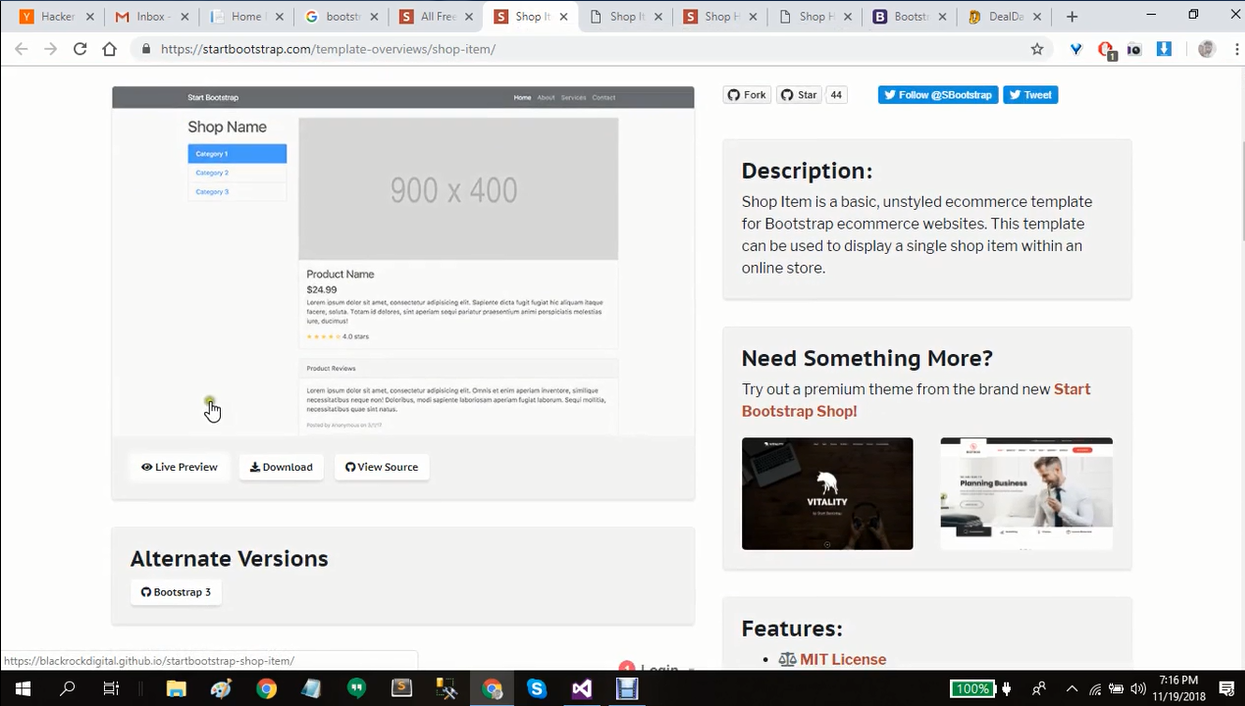 Hacker
Inbox -
Home
bootst
All Fre
Shop It
Shop It
Shop H
Shop H
Bootst
DealDa
https://startbootstrap.com/template-overviews/shop-item/
1
Start Bootstrap
Home About Services Contact
Shop Name
Category 1
Category 2
Category 3
900 x 400
Product Name
$24.99
Lorem ipsum dolor sit amet, consectetur adipisicing elit. Sapiente dicta fugit fugiat hic aliquam itaque
facere, soluta. Totam id dolores, sint aperiam sequi pariatur praesentium animi perspiciatis molestias
iure, ducimus!
★ ★ ★ ★ ☆ 4.0 stars
Product Reviews
Lorem ipsum dolor sit amet, consectetur adipisicing elit. Omnis et enim aperiam inventore, similique
necessitatibus neque non! Doloribus, modi sapiente laboriosam aperiam fugiat laborum. Sequi mollitia,
necessitatibus quae sint natus.
Posted by Anonymous on 3/1/17
Live Preview
Download
View Source
Alternate Versions
Bootstrap 3
Fork
Star
44
Follow @SBootstrap
Tweet
Description:
Shop Item is a basic, unstyled ecommerce template
for Bootstrap ecommerce websites. This template
can be used to display a single shop item within an
online store.
Need Something More?
Try out a premium theme from the brand new Start
Bootstrap Shop!
VITALITY
Planning Business
Features:
• MIT License
https://blackrockdigital.github.io/startbootstrap-shop-item/
1 Login
100%
7:16 PM
11/19/2018